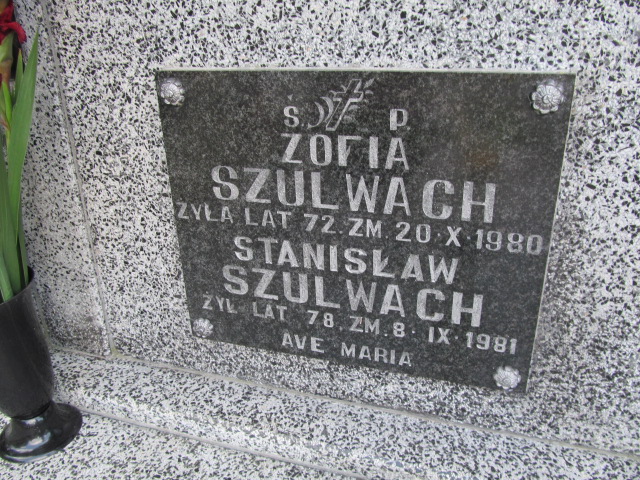 Ś. P.
ZOFIA
SZULWACH
ŻYŁA LAT 72. ZM 20.X.1980
STANISŁAW
SZULWACH
ŻYŁ LAT. 78. ZM. 8. IX. 1981
AVE MARIA